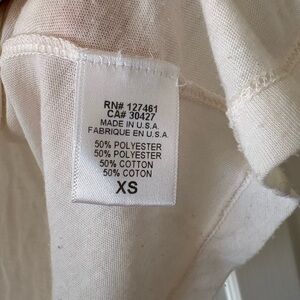 RN# 127461
CA# 30427
MADE IN U.S.A.
FABRIQUE EN U.S.A.
50% POLYESTER
50% POLYESTER
50% COTTON
50% COTON
XS